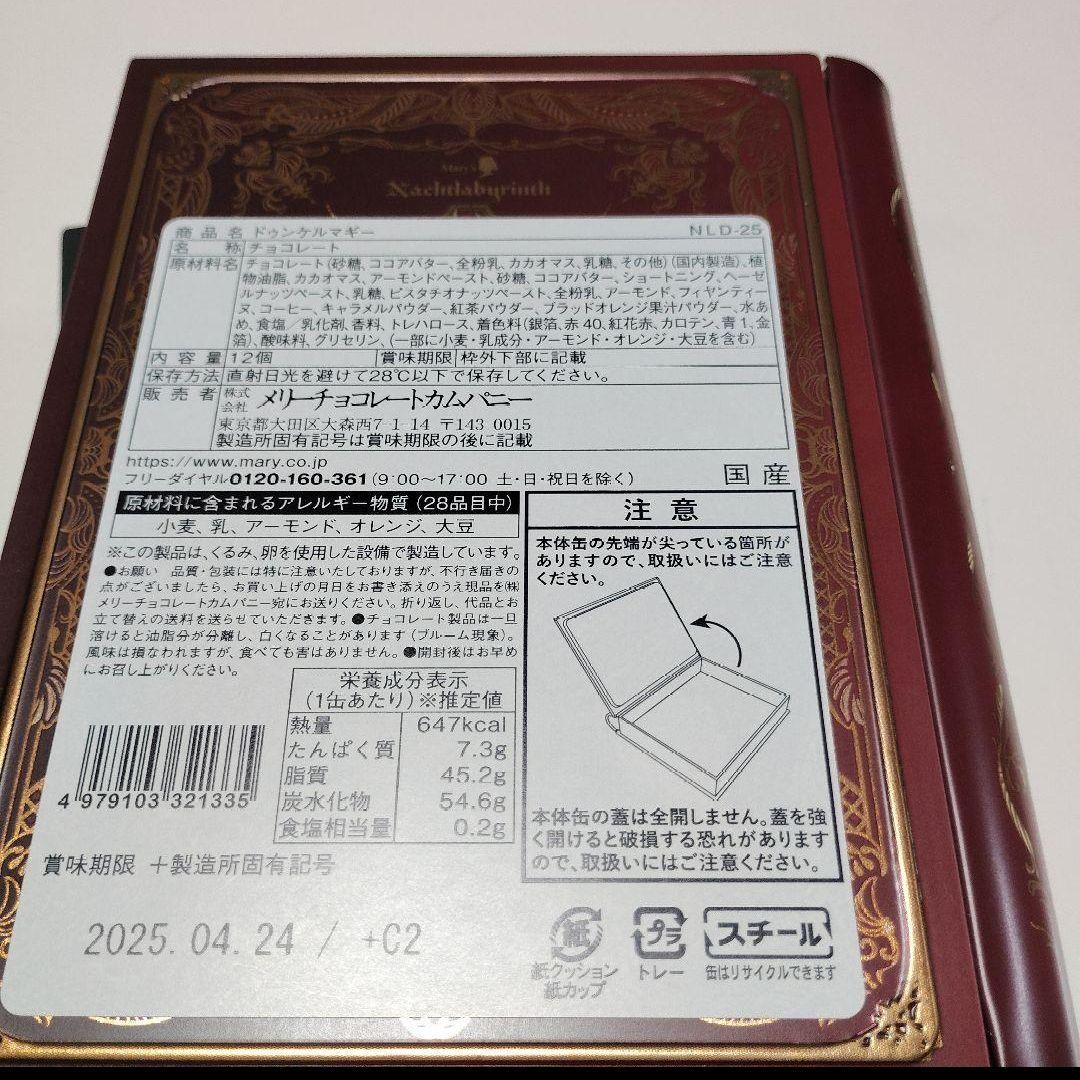 Mary's
Nachtlabyrinth
商品名 ドゥンケルマギー NLD-25
名称 チョコレート
原材料名 チョコレート(砂糖、ココアバター、全粉乳、カカオマス、乳糖、その他)(国内製造)、植
物油脂、カカオマス、アーモンドペースト、砂糖、ココアバター、ショートニング、ヘーゼ
ルナッツペースト、乳糖、ピスタチオナッツペースト、全粉乳、アーモンド、フィヤンティー
ヌ、コーヒー、キャラメルパウダー、紅茶パウダー、ブラッドオレンジ果汁パウダー、水あ
め、食塩/乳化剤、香料、トレハロース、着色料(銀箔、赤40、紅花赤、カロテン、青1、金
箔)、酸味料、グリセリン、(一部に小麦・乳成分・アーモンド・オレンジ・大豆を含む)
内容量 12個 賞味期限 枠外下部に記載
保存方法 直射日光を避けて28℃以下で保存してください。
販売者 株式会社 メリーチョコレートカムパニー
東京都大田区大森西7-1-14 〒143 0015
製造所固有記号は賞味期限の後に記載
https://www.mary.co.jp
フリーダイヤル0120-160-361(9:00〜17:00 土・日・祝日を除く) 国産
原材料に含まれるアレルギー物質(28品目中)
小麦、乳、アーモンド、オレンジ、大豆
※この製品は、くるみ、卵を使用した設備で製造しています。
●お願い 品質・包装には特に注意いたしておりますが、不行き届きの
点がございましたら、お買い上げの月日をお書き添えのうえ現品を㈱
メリーチョコレートカムパニー宛にお送りください。折り返し、代品とお
立て替えの送料を送らせていただきます。●チョコレート製品は一旦
溶けると油脂分が分離し、白くなることがあります(ブルーム現象)。
風味は損なわれますが、食べても害はありません。●開封後はお早め
にお召し上がりください。
栄養成分表示
(1缶あたり)※推定値
熱量 647kcal
たんぱく質 7.3g
脂質 45.2g
炭水化物 54.6g
食塩相当量 0.2g
4 979103 321335
注意
本体缶の先端が尖っている箇所が
ありますので、取扱いにはご注意
ください。
本体缶の蓋は全開しません。蓋を強
く開けると破損する恐れがあります
ので、取扱いにはご注意ください。
賞味期限 +製造所固有記号
2025.04.24 / +C2
紙
紙クッション
紙カップ
プラ
トレー
スチール
缶はリサイクルできます